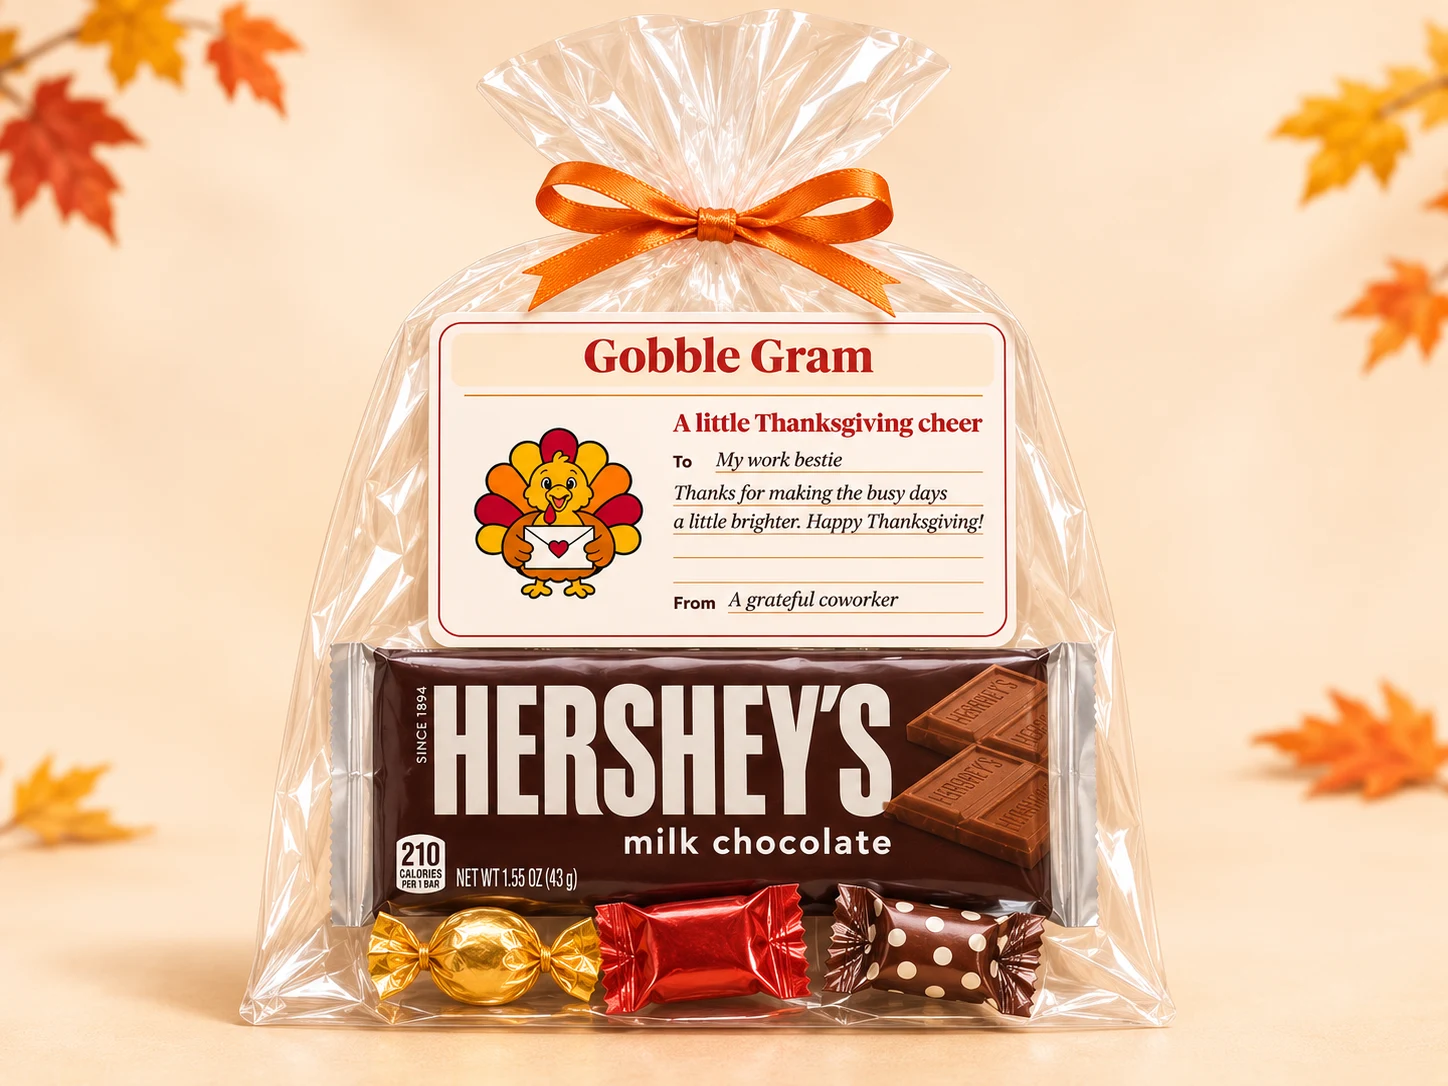 Gobble Gram
A little Thanksgiving cheer
To My work bestie
Thanks for making the busy days
a little brighter. Happy Thanksgiving!
From A grateful coworker
SINCE 1894
HERSHEY'S
milk chocolate
210
CALORIES
PER 1 BAR
NET WT 1.55 OZ (43 g)
HERSHEY'S
HERSHEY'S